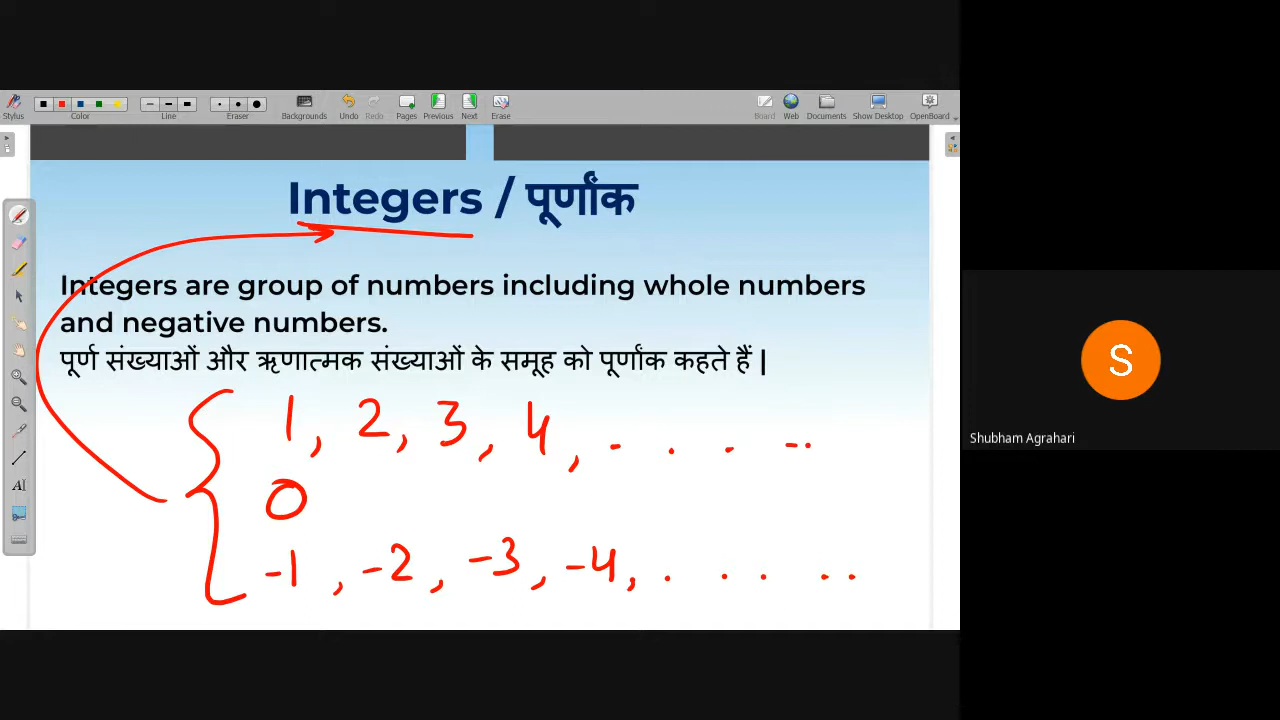 Stylus Color Line Eraser Backgrounds Undo Redo Pages Previous Next Erase Board Web Documents Show Desktop OpenBoard
Integers / पूर्णांक
Integers are group of numbers including whole numbers
and negative numbers.
पूर्ण संख्याओं और ऋणात्मक संख्याओं के समूह को पूर्णांक कहते हैं |
1, 2, 3, 4, . . . ..
0
-1, -2, -3, -4, . . . . .
S
Shubham Agrahari